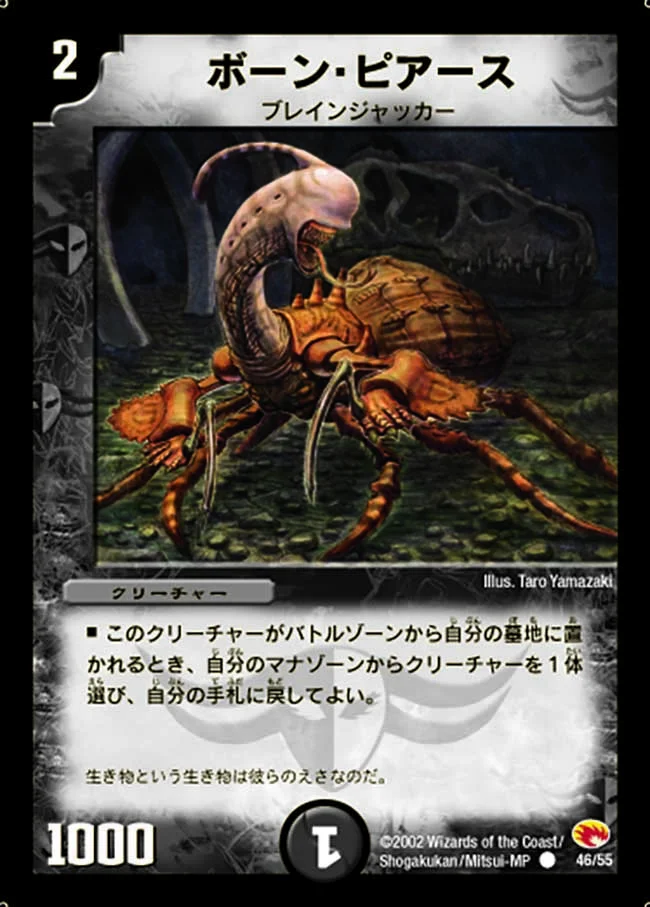 2
ボーン・ピアース
ブレインジャッカー
Illus. Taro Yamazaki
クリーチャー
■ このクリーチャーがバトルゾーンから自分の墓地に置
かれるとき、自分のマナゾーンからクリーチャーを1体
選び、自分の手札に戻してよい。
生き物という生き物は彼らのえさなのだ。
1000
1
©2002 Wizards of the Coast/
Shogakukan/Mitsui-MP
46/55